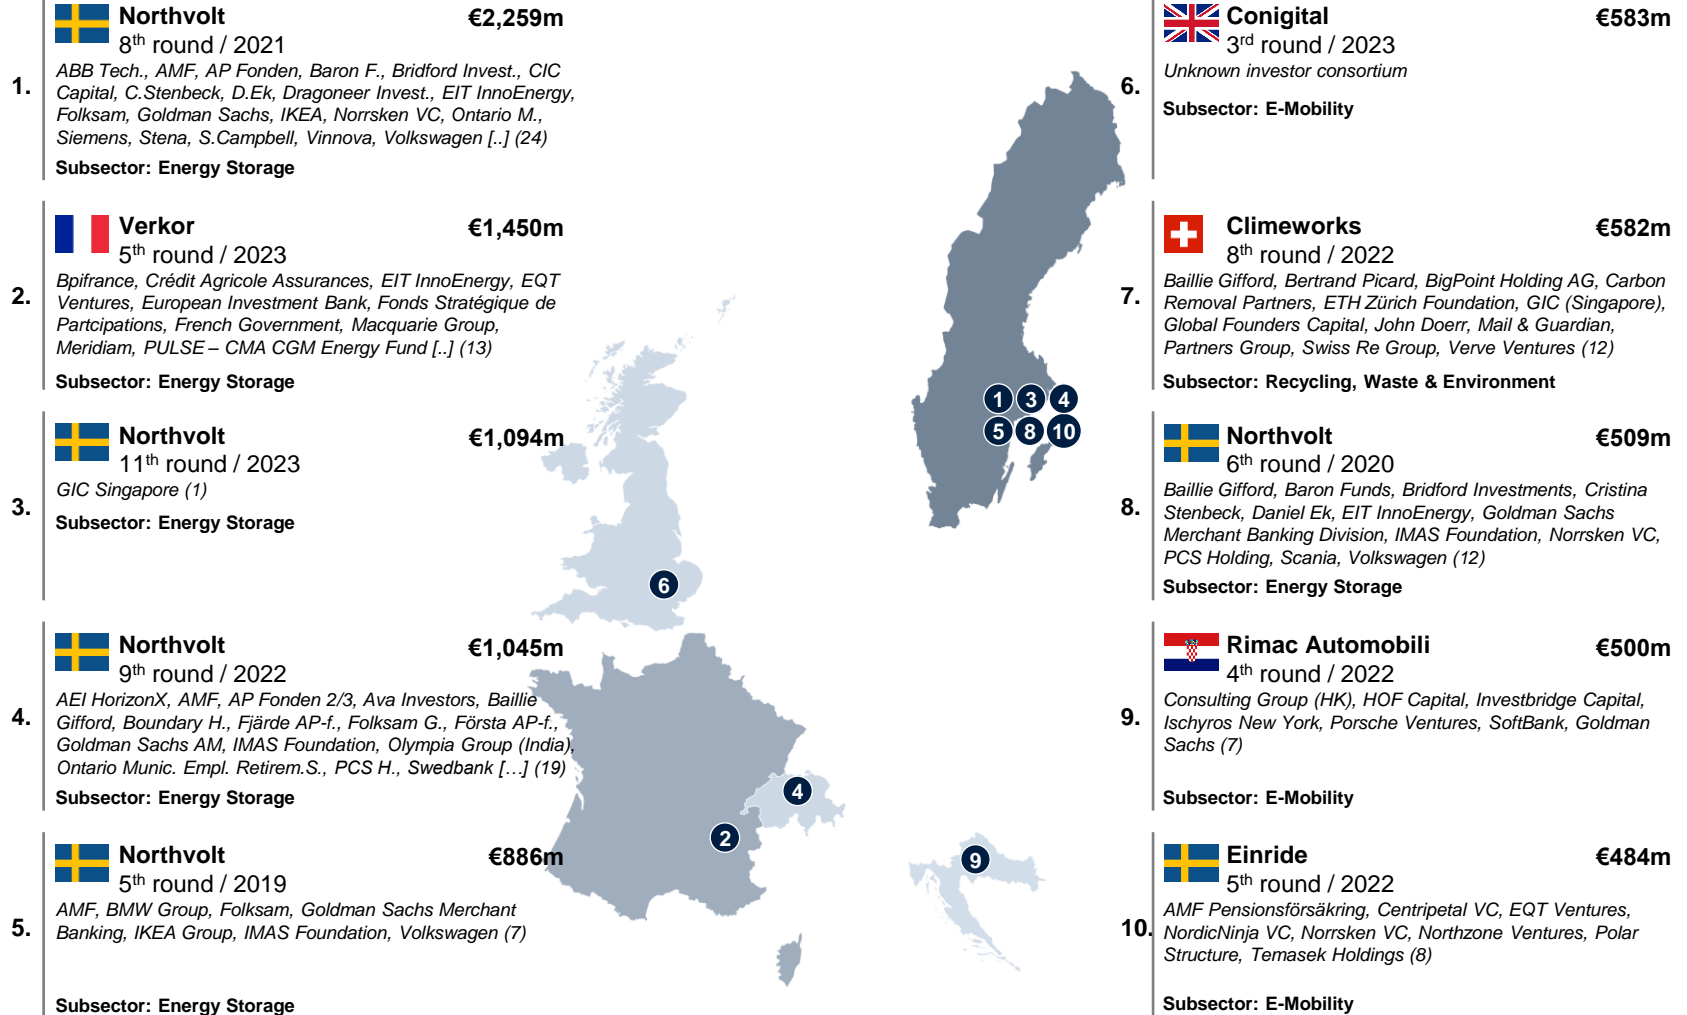 1.
Northvolt
€2,259m
8th round / 2021
ABB Tech., AMF, AP Fonden, Baron F., Bridford Invest., CIC
Capital, C.Stenbeck, D.Ek, Dragoneer Invest., EIT InnoEnergy,
Folksam, Goldman Sachs, IKEA, Norrsken VC, Ontario M.,
Siemens, Stena, S.Campbell, Vinnova, Volkswagen [..] (24)
Subsector: Energy Storage
2.
Verkor
€1,450m
5th round / 2023
Bpifrance, Crédit Agricole Assurances, EIT InnoEnergy, EQT
Ventures, European Investment Bank, Fonds Stratégique de
Partcipations, French Government, Macquarie Group,
Meridiam, PULSE – CMA CGM Energy Fund [..] (13)
Subsector: Energy Storage
3.
Northvolt
€1,094m
11th round / 2023
GIC Singapore (1)
Subsector: Energy Storage
4.
Northvolt
€1,045m
9th round / 2022
AEI HorizonX, AMF, AP Fonden 2/3, Ava Investors, Baillie
Gifford, Boundary H., Fjärde AP-f., Folksam G., Första AP-f.,
Goldman Sachs AM, IMAS Foundation, Olympia Group (India),
Ontario Munic. Empl. Retirem.S., PCS H., Swedbank […] (19)
Subsector: Energy Storage
5.
Northvolt
€886m
5th round / 2019
AMF, BMW Group, Folksam, Goldman Sachs Merchant
Banking, IKEA Group, IMAS Foundation, Volkswagen (7)
Subsector: Energy Storage
1 3 4
5 8 10
6
4
2
9
6.
Conigital
€583m
3rd round / 2023
Unknown investor consortium
Subsector: E-Mobility
7.
Climeworks
€582m
8th round / 2022
Baillie Gifford, Bertrand Picard, BigPoint Holding AG, Carbon
Removal Partners, ETH Zürich Foundation, GIC (Singapore),
Global Founders Capital, John Doerr, Mail & Guardian,
Partners Group, Swiss Re Group, Verve Ventures (12)
Subsector: Recycling, Waste & Environment
8.
Northvolt
€509m
6th round / 2020
Baillie Gifford, Baron Funds, Bridford Investments, Cristina
Stenbeck, Daniel Ek, EIT InnoEnergy, Goldman Sachs
Merchant Banking Division, IMAS Foundation, Norrsken VC,
PCS Holding, Scania, Volkswagen (12)
Subsector: Energy Storage
9.
Rimac Automobili
€500m
4th round / 2022
Consulting Group (HK), HOF Capital, Investbridge Capital,
Ischyros New York, Porsche Ventures, SoftBank, Goldman
Sachs (7)
Subsector: E-Mobility
10.
Einride
€484m
5th round / 2022
AMF Pensionsförsäkring, Centripetal VC, EQT Ventures,
NordicNinja VC, Norrsken VC, Northzone Ventures, Polar
Structure, Temasek Holdings (8)
Subsector: E-Mobility